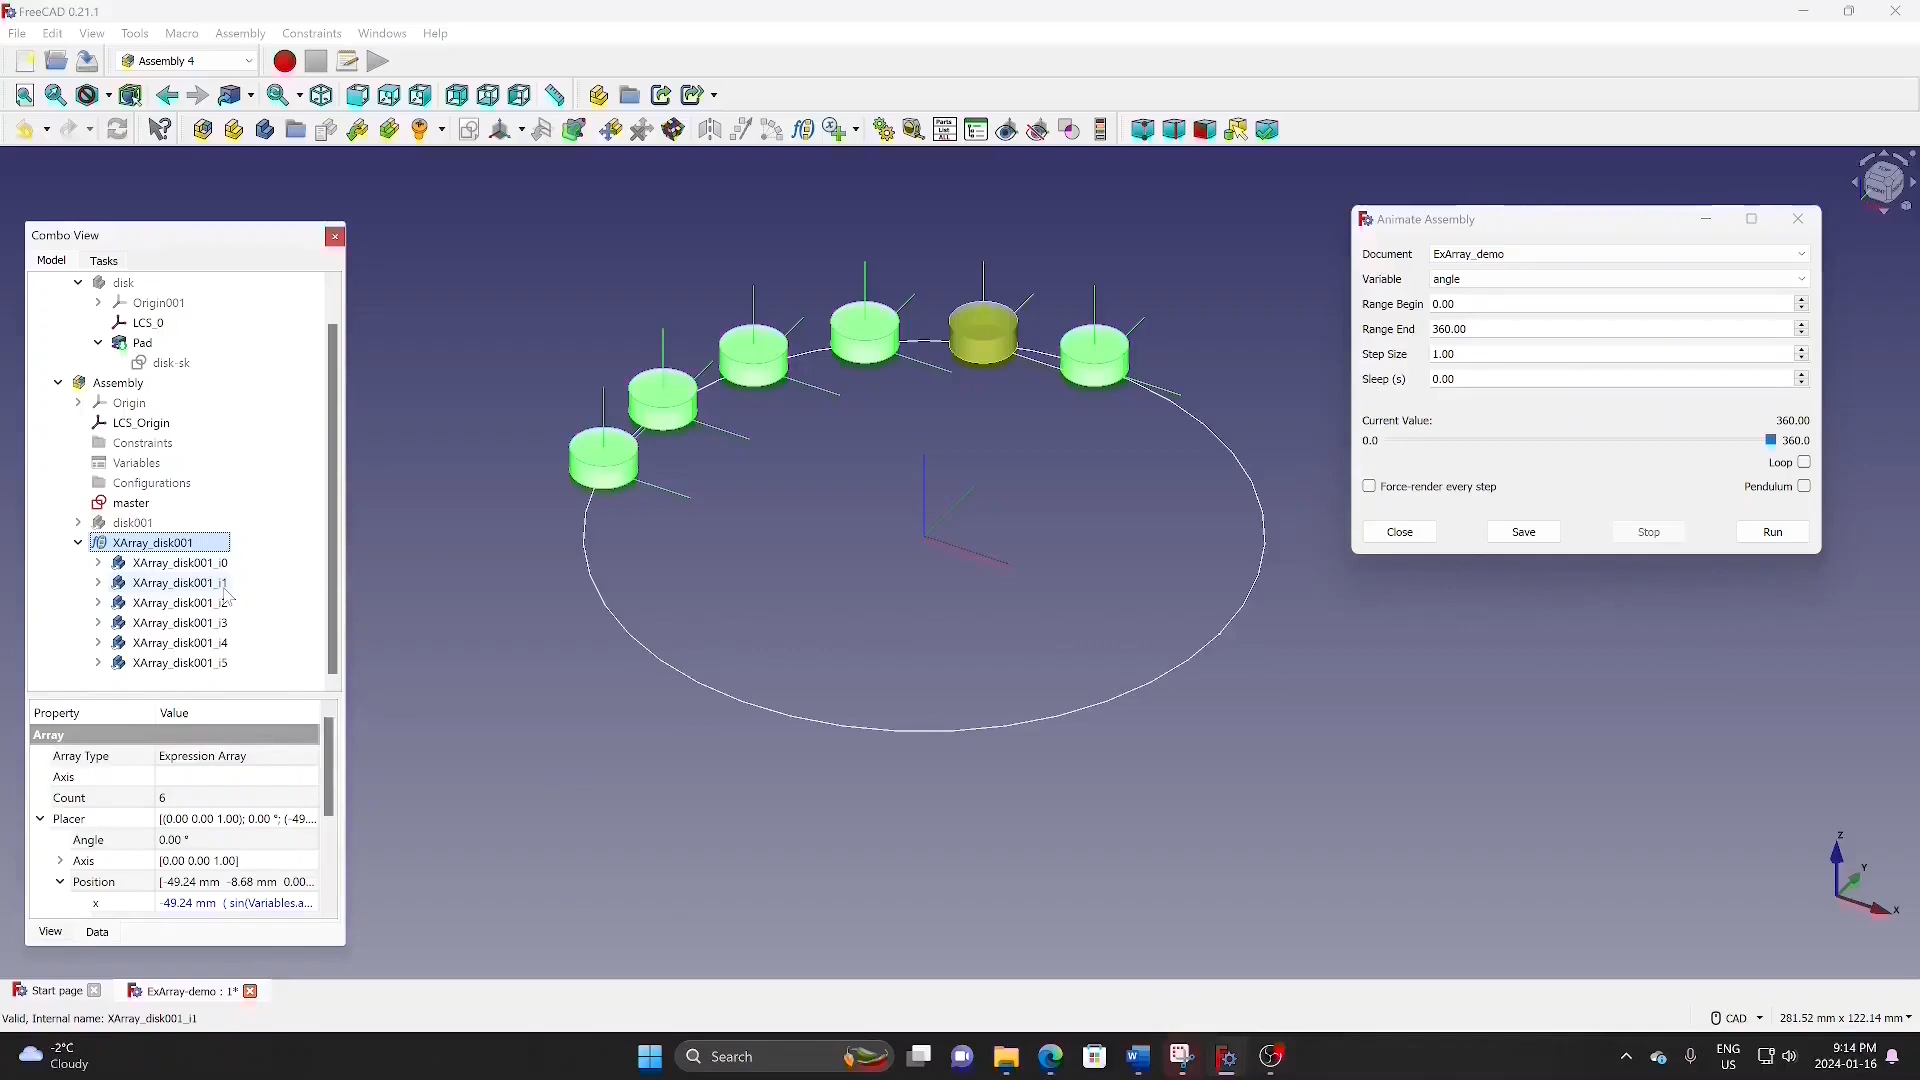 FreeCAD 0.21.1
File Edit View Tools Macro Assembly Constraints Windows Help
Assembly 4
Parts
List
ALL
Combo View
Model Tasks
disk
Origin001
LCS_0
Pad
disk-sk
Assembly
Origin
LCS_Origin
Constraints
Variables
Configurations
master
disk001
XArray_disk001
XArray_disk001_i0
XArray_disk001_i1
XArray_disk001_i2
XArray_disk001_i3
XArray_disk001_i4
XArray_disk001_i5
Property Value
Array
Array Type Expression Array
Axis
Count 6
Placer [(0.00 0.00 1.00); 0.00 °; (-49....
Angle 0.00 °
Axis [0.00 0.00 1.00]
Position [-49.24 mm -8.68 mm 0.00...
x -49.24 mm ( sin(Variables.a...
View Data
Animate Assembly
Document ExArray_demo
Variable angle
Range Begin 0.00
Range End 360.00
Step Size 1.00
Sleep (s) 0.00
Current Value: 360.00
0.0 360.0
Loop
Force-render every step Pendulum
Close Save Stop Run
TOP
FRONT
Z
Y
X
Start page ExArray-demo : 1*
Valid, Internal name: XArray_disk001_i1
CAD 281.52 mm x 122.14 mm
-2°C
Cloudy
Search
ENG
US
9:14 PM
2024-01-16